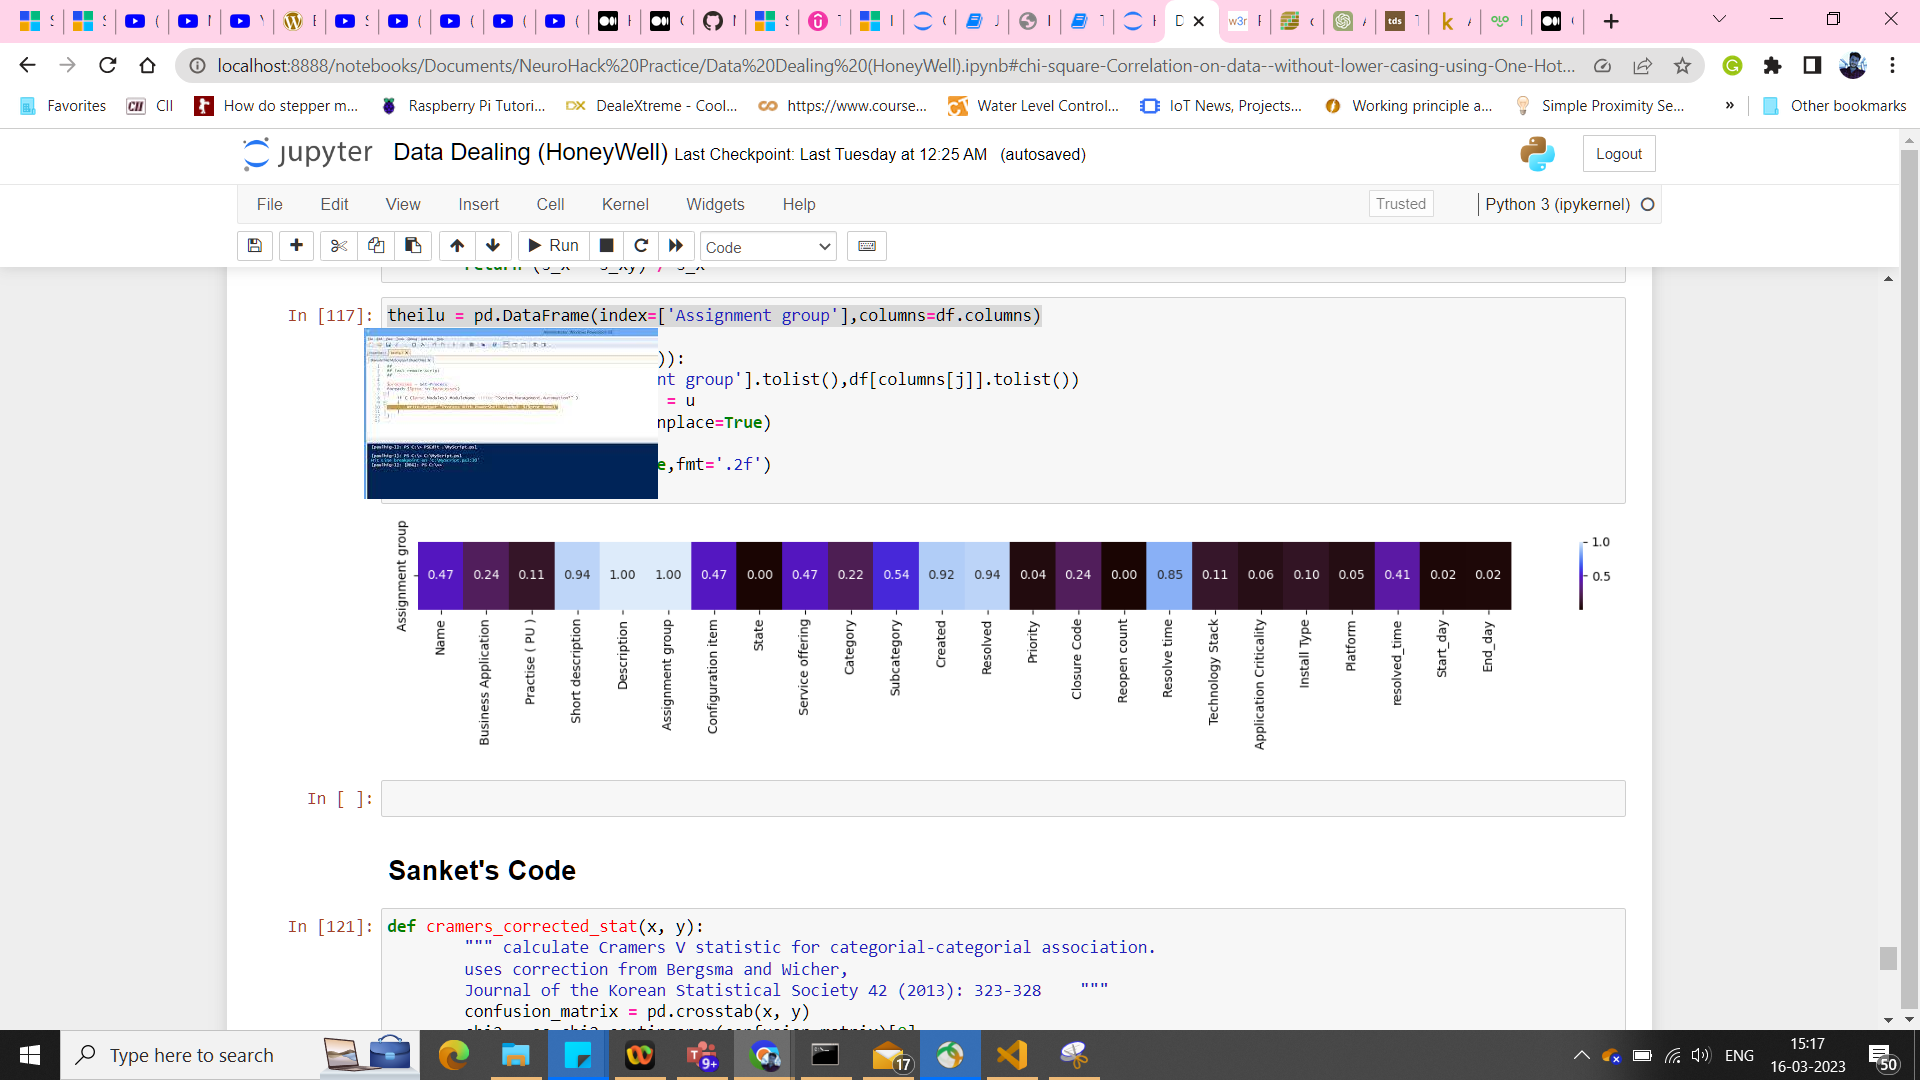 localhost:8888/notebooks/Documents/NeuroHack%20Practice/Data%20Dealing%20(HoneyWell).ipynb#chi-square-Correlation-on-data--without-lower-casing-using-One-Hot...
Favorites CII How do stepper m... Raspberry Pi Tutori... DealeXtreme - Cool... https://www.course... Water Level Control... IoT News, Projects... Working principle a... Simple Proximity Se... » Other bookmarks
jupyter Data Dealing (HoneyWell) Last Checkpoint: Last Tuesday at 12:25 AM (autosaved) Logout
File Edit View Insert Cell Kernel Widgets Help Trusted Python 3 (ipykernel)
Run Code
In [117]: theilu = pd.DataFrame(index=['Assignment group'],columns=df.columns)
)):
nt group'].tolist(),df[columns[j]].tolist())
= u
nplace=True)
e,fmt='.2f')
Assignment group
0.47 0.24 0.11 0.94 1.00 1.00 0.47 0.00 0.47 0.22 0.54 0.92 0.94 0.04 0.24 0.00 0.85 0.11 0.06 0.10 0.05 0.41 0.02 0.02
1.0
0.5
Name
Business Application
Practise ( PU )
Short description
Description
Assignment group
Configuration item
State
Service offering
Category
Subcategory
Created
Resolved
Priority
Closure Code
Reopen count
Resolve time
Technology Stack
Application Criticality
Install Type
Platform
resolved_time
Start_day
End_day
In [ ]:
Sanket's Code
In [121]: def cramers_corrected_stat(x, y):
""" calculate Cramers V statistic for categorial-categorial association.
uses correction from Bergsma and Wicher,
Journal of the Korean Statistical Society 42 (2013): 323-328 """
confusion_matrix = pd.crosstab(x, y)
Type here to search
9+
17
ENG
15:17
16-03-2023
50